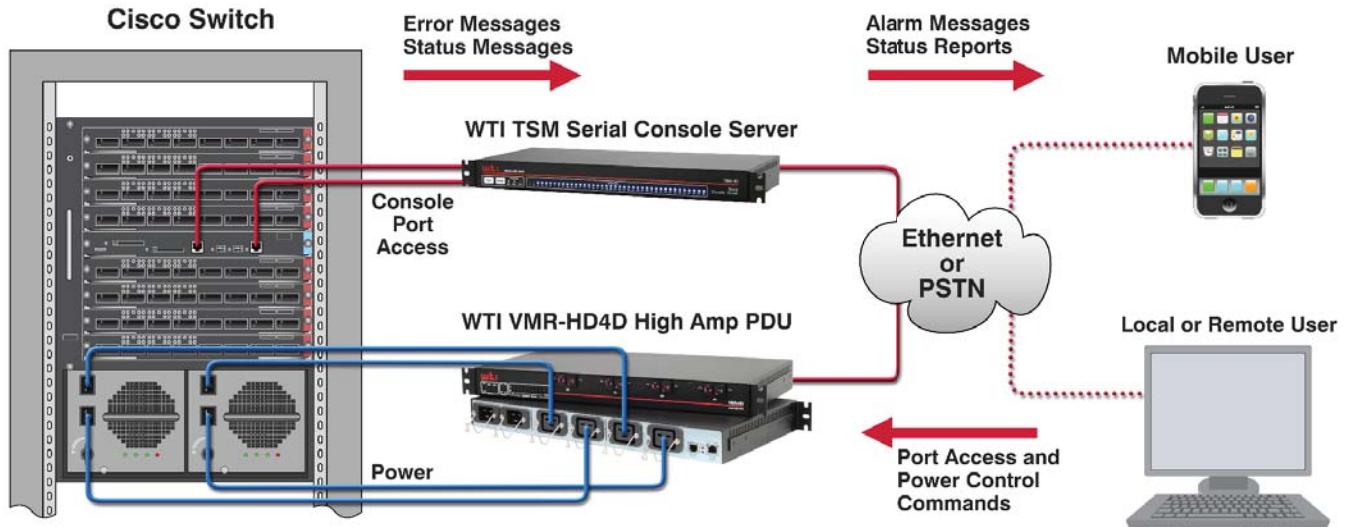 Cisco Switch
Error Messages
Status Messages
Alarm Messages
Status Reports
Mobile User
WTI TSM Serial Console Server
wti
Console
Port
Access
Ethernet
or
PSTN
WTI VMR-HD4D High Amp PDU
wti
Local or Remote User
Power
Port Access and
Power Control
Commands